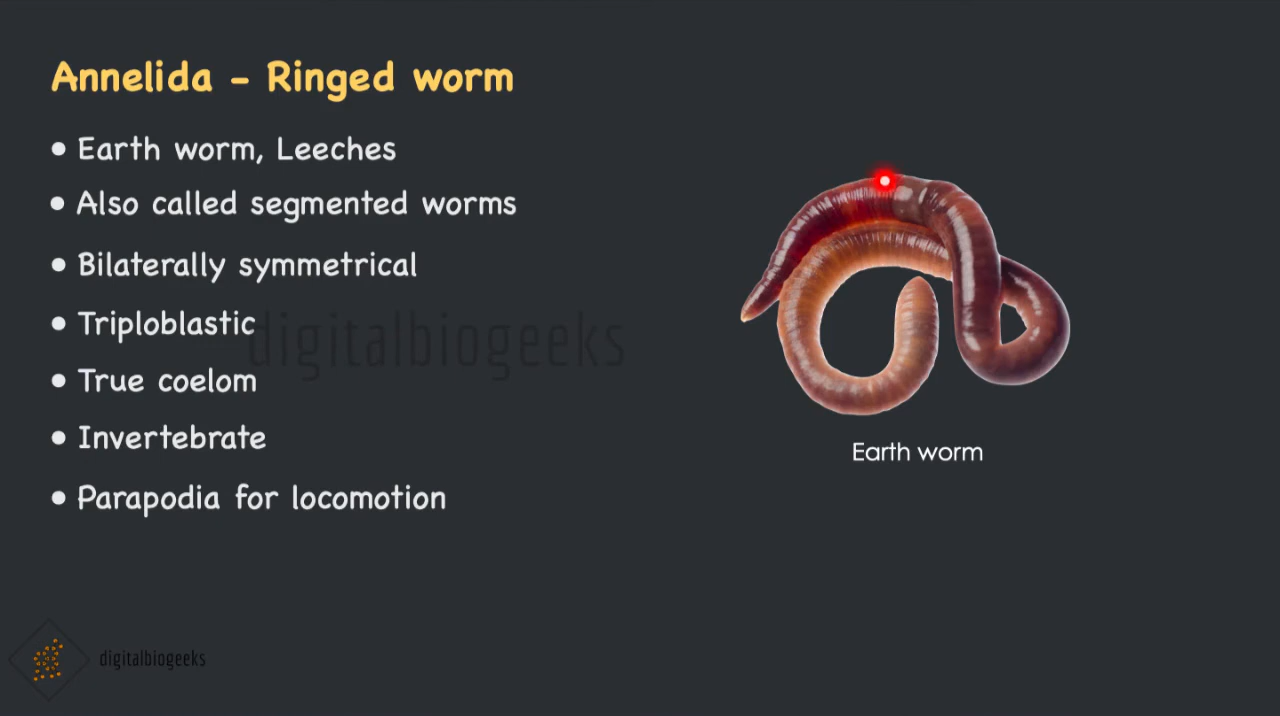 Annelida - Ringed worm
• Earth worm, Leeches
• Also called segmented worms
• Bilaterally symmetrical
• Triploblastic
digitalbiogeeks
• True coelom
• Invertebrate
• Parapodia for locomotion
Earth worm
digitalbiogeeks